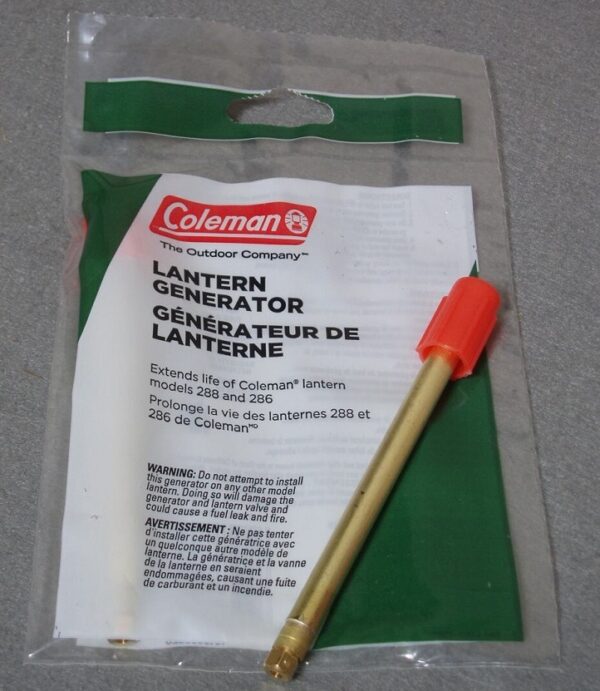 Coleman
The Outdoor Company™
LANTERN
GENERATOR
GÉNÉRATEUR DE
LANTERNE
Extends life of Coleman® lantern
models 288 and 286
Prolonge la vie des lanternes 288 et
286 de Coleman MD
WARNING: Do not attempt to install
this generator on any other model
lantern. Doing so will damage the
generator and lantern valve and
could cause a fuel leak and fire.
AVERTISSEMENT : Ne pas tenter
d'installer cette génératrice avec
un quelconque autre modèle de
lanterne. La génératrice et la vanne
de la lanterne en seraient
endommagées, causant une fuite
de carburant et un incendie.